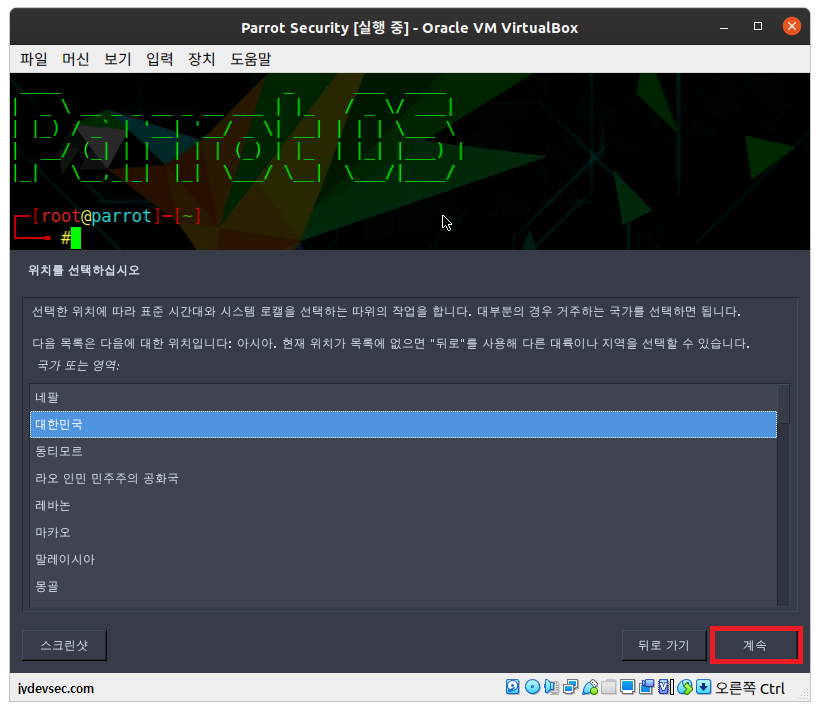 Parrot Security [실행 중] - Oracle VM VirtualBox
파일 머신 보기 입력 장치 도움말
Parrot OS
[root@parrot]-[~]
#
위치를 선택하십시오
선택한 위치에 따라 표준 시간대와 시스템 로캘을 선택하는 따위의 작업을 합니다. 대부분의 경우 거주하는 국가를 선택하면 됩니다.
다음 목록은 다음에 대한 위치입니다: 아시아. 현재 위치가 목록에 없으면 "뒤로"를 사용해 다른 대륙이나 지역을 선택할 수 있습니다.
국가 또는 영역:
네팔
대한민국
동티모르
라오 인민 민주주의 공화국
레바논
마카오
말레이시아
몽골
스크린샷 뒤로 가기 계속
jydevsec.com 오른쪽 Ctrl